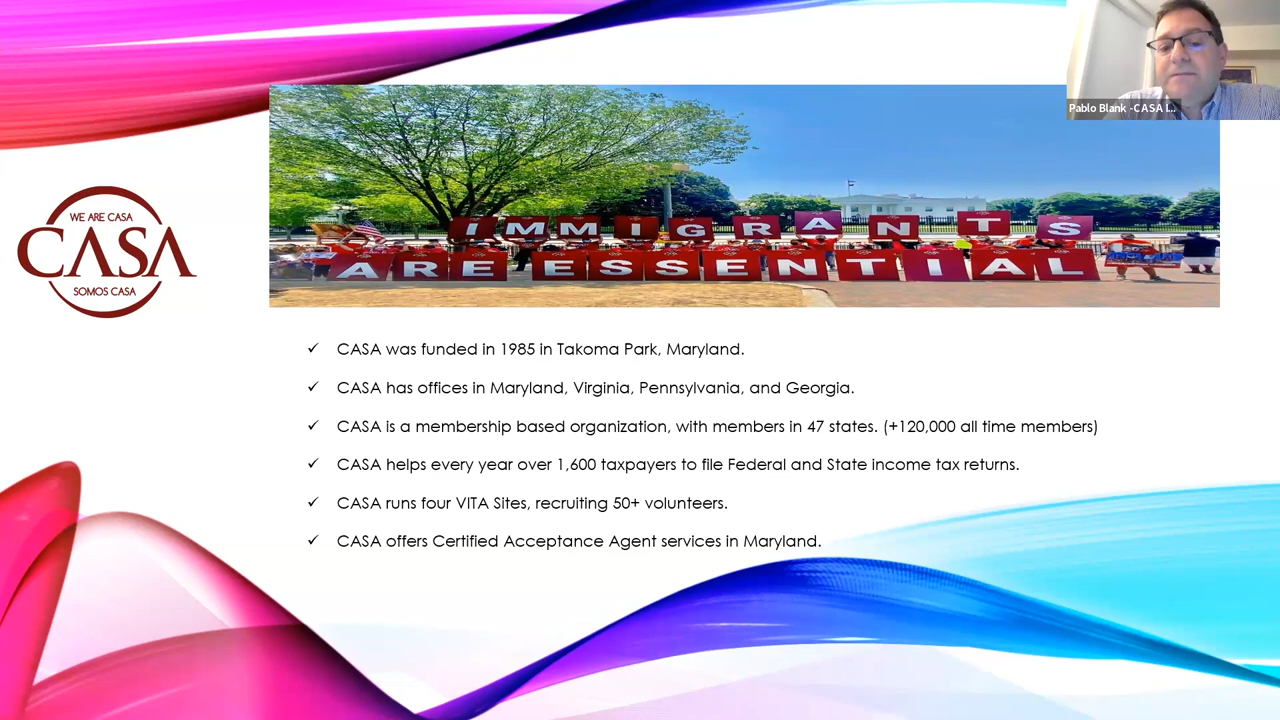 Pablo Blank -CASA I...
WE ARE CASA
CASA
SOMOS CASA
IMMIGRANTS
ARE ESSENTIAL
✓ CASA was funded in 1985 in Takoma Park, Maryland.
✓ CASA has offices in Maryland, Virginia, Pennsylvania, and Georgia.
✓ CASA is a membership based organization, with members in 47 states. (+120,000 all time members)
✓ CASA helps every year over 1,600 taxpayers to file Federal and State income tax returns.
✓ CASA runs four VITA Sites, recruiting 50+ volunteers.
✓ CASA offers Certified Acceptance Agent services in Maryland.